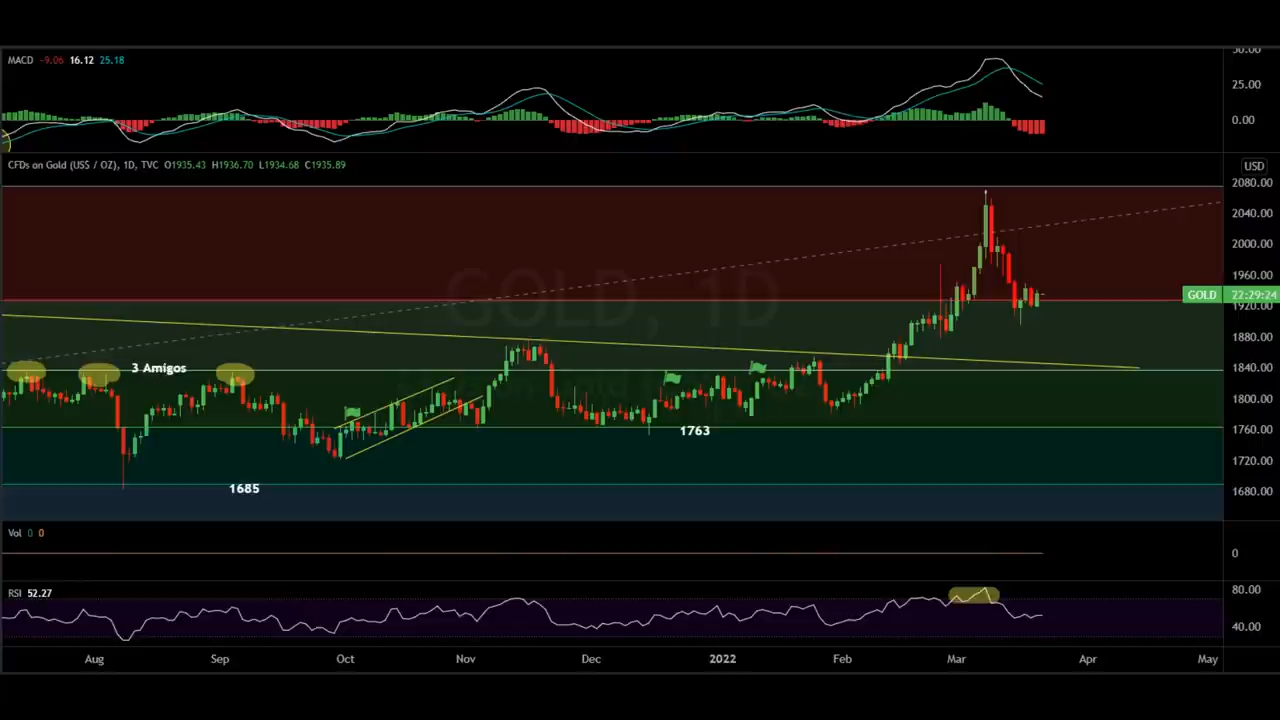 MACD -9.06 16.12 25.18
50.00
25.00
0.00
CFDs on Gold (US$ / OZ), 1D, TVC O1935.43 H1936.70 L1934.68 C1935.89
USD
2080.00
2040.00
2000.00
1960.00
GOLD, 1D
GOLD 22:29:24
1920.00
1880.00
3 Amigos
1840.00
1800.00
1763
1760.00
1720.00
1685
1680.00
Vol 0 0
0
RSI 52.27
80.00
40.00
Aug Sep Oct Nov Dec 2022 Feb Mar Apr May